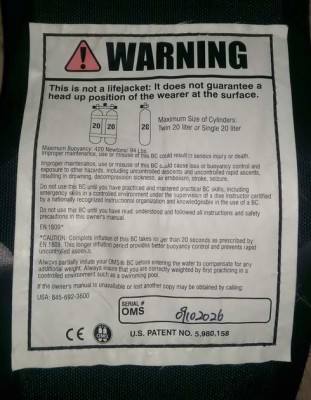 WARNING
This is not a lifejacket: It does not guarantee a
head up position of the wearer at the surface.
20 20 20
Maximum Size of Cylinders:
Twin 20 liter or Single 20 liter
Maximum Buoyancy: 420 Newtons/ 94 Lbs.
Improper maintenance, use or misuse of this BC could result in serious injury or death.
Improper maintenance, use or misuse of this BC could cause loss of buoyancy control and
exposure to other hazards, including uncontrolled descents and uncontrolled rapid ascents,
resulting in drowning, decompression sickness, air embolism, stroke, seizure.
Do not use this BC until you have practiced and mastered practical BC skills, including
emergency skills in a controlled environment under the supervision of a dive instructor certified
by a nationally recognized instructional organization and knowledgeable in the use of a BC.
Do not use this BC until you have read, understood and followed all instructions and safety
precautions in this owner's manual.
EN1809*
*CAUTION: Complete inflation of this BC takes longer than 20 seconds as prescribed by
EN 1809. This longer inflation period provides better buoyancy control and prevents rapid
uncontrolled ascents.
Always partially inflate your OMS® BC before entering the water to compensate for any
additional weight. Always insure that you are correctly weighted by first practicing in a
controlled environment such as a swimming pool.
If the owner's manual is unavailable or lost another copy may be obtained by calling:
USA: 845-692-3600
SERIAL #
OMS
CE
U.S. PATENT NO. 5,980,158